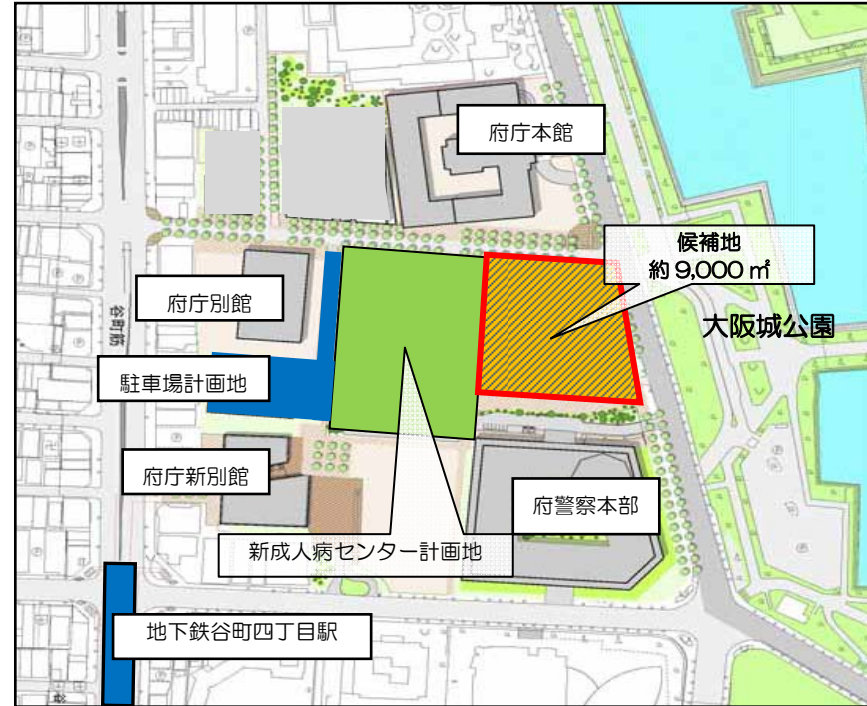 府庁本館
候補地
約9,000㎡
府庁別館
大阪城公園
谷町筋
駐車場計画地
府庁新別館
府警察本部
新成人病センター計画地
地下鉄谷町四丁目駅
谷